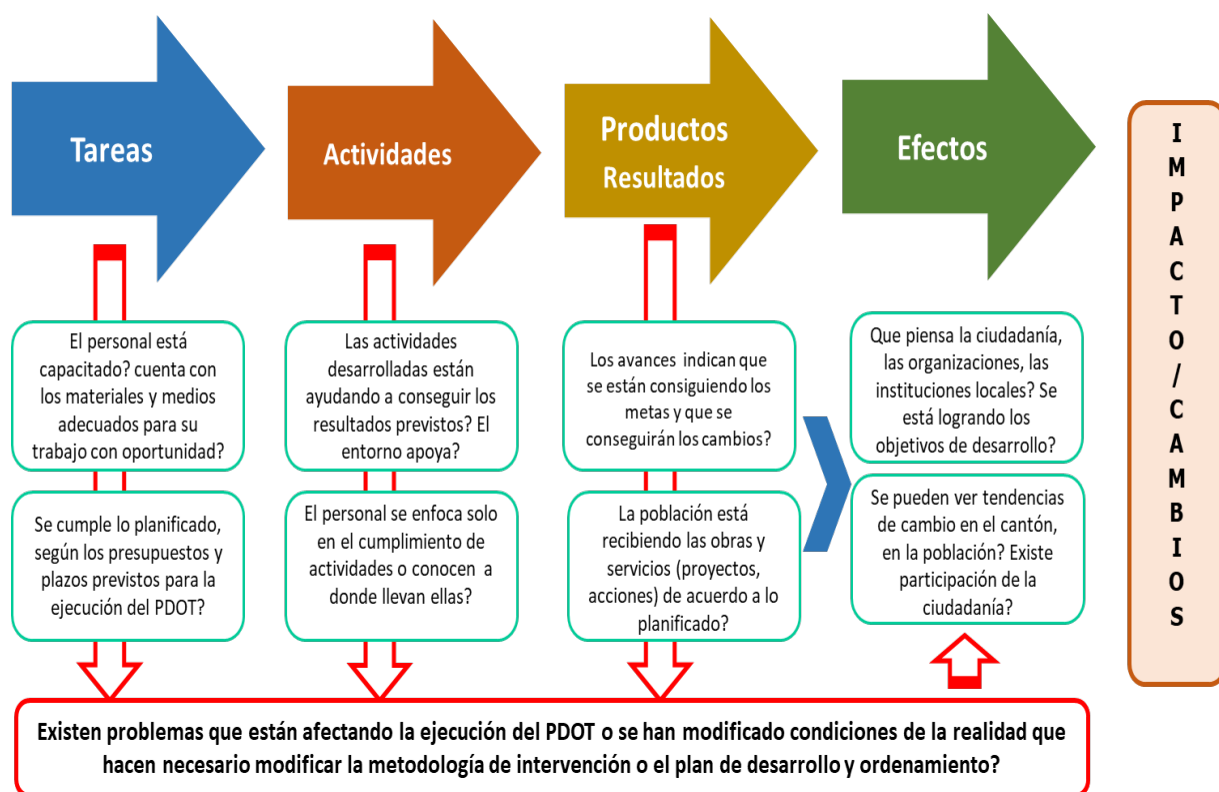 Tareas
Actividades
Productos
Resultados
Efectos
El personal está
capacitado? cuenta con
los materiales y medios
adecuados para su
trabajo con oportunidad?
Se cumple lo planificado,
según los presupuestos y
plazos previstos para la
ejecución del PDOT?
Las actividades
desarrolladas están
ayudando a conseguir los
resultados previstos? El
entorno apoya?
El personal se enfoca solo
en el cumplimiento de
actividades o conocen a
donde llevan ellas?
Los avances indican que
se están consiguiendo los
metas y que se
conseguirán los cambios?
La población está
recibiendo las obras y
servicios (proyectos,
acciones) de acuerdo a lo
planificado?
Que piensa la ciudadanía,
las organizaciones, las
instituciones locales? Se
está logrando los
objetivos de desarrollo?
Se pueden ver tendencias
de cambio en el cantón,
en la población? Existe
participación de la
ciudadanía?
IMPACTO/CAMBIOS
Existen problemas que están afectando la ejecución del PDOT o se han modificado condiciones de la realidad que
hacen necesario modificar la metodología de intervención o el plan de desarrollo y ordenamiento?